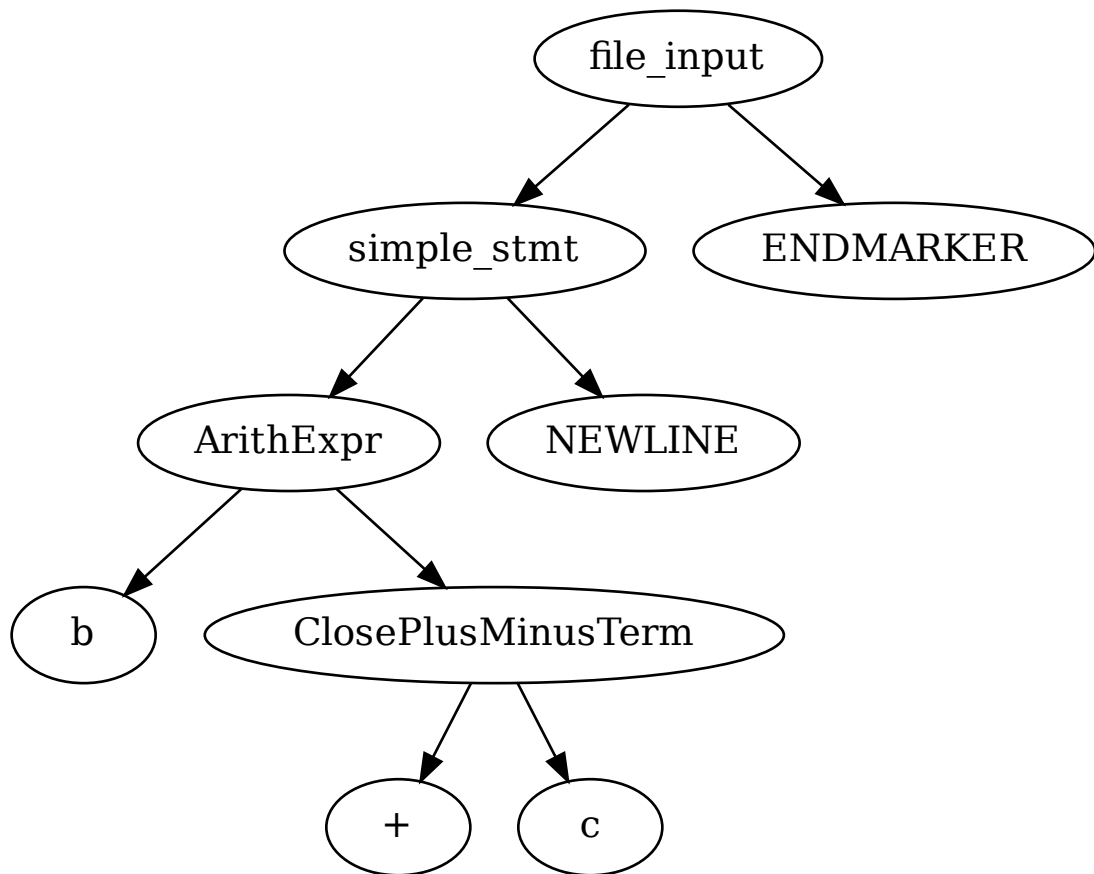 file_input
simple_stmt
ENDMARKER
ArithExpr
NEWLINE
b
ClosePlusMinusTerm
+
c